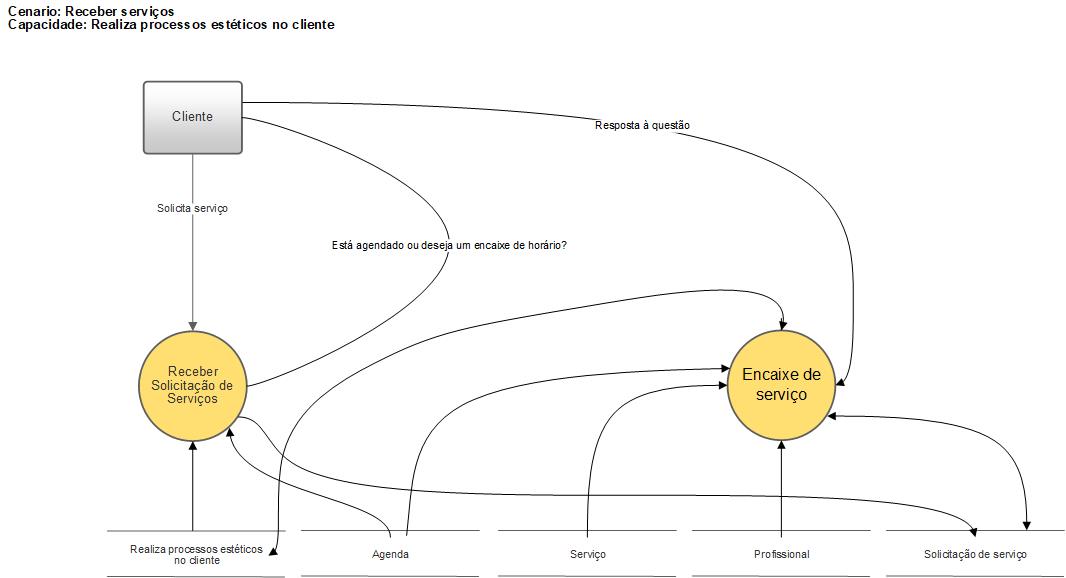 Cenario: Receber serviços
Capacidade: Realiza processos estéticos no cliente
Cliente
Resposta à questão
Solicita serviço
Está agendado ou deseja um encaixe de horário?
Receber
Solicitação de
Serviços
Encaixe de
serviço
Realiza processos estéticos
no cliente
Agenda
Serviço
Profissional
Solicitação de serviço